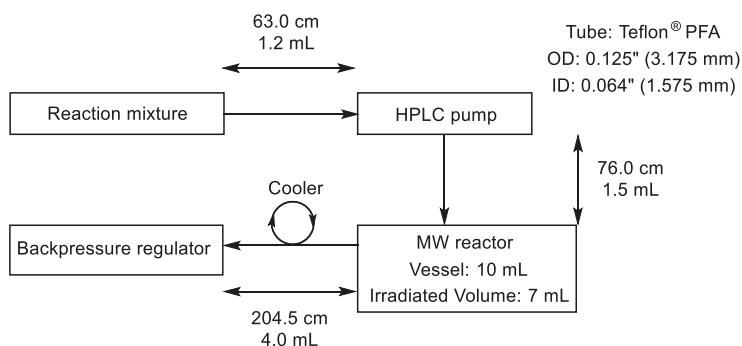 63.0 cm
1.2 mL
Tube: Teflon® PFA
OD: 0.125" (3.175 mm)
ID: 0.064" (1.575 mm)
Reaction mixture
HPLC pump
76.0 cm
1.5 mL
Cooler
Backpressure regulator
MW reactor
Vessel: 10 mL
Irradiated Volume: 7 mL
204.5 cm
4.0 mL